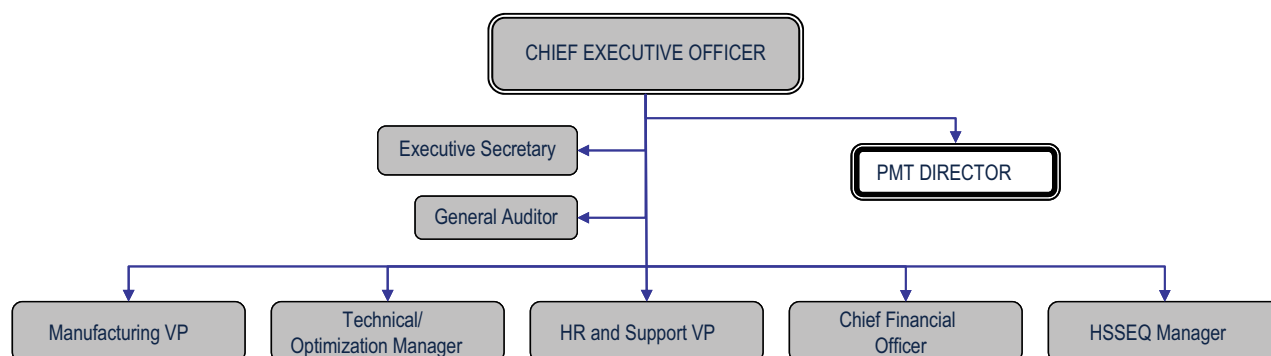 CHIEF EXECUTIVE OFFICER
Executive Secretary
PMT DIRECTOR
General Auditor
Manufacturing VP
Technical/
Optimization Manager
HR and Support VP
Chief Financial
Officer
HSSEQ Manager